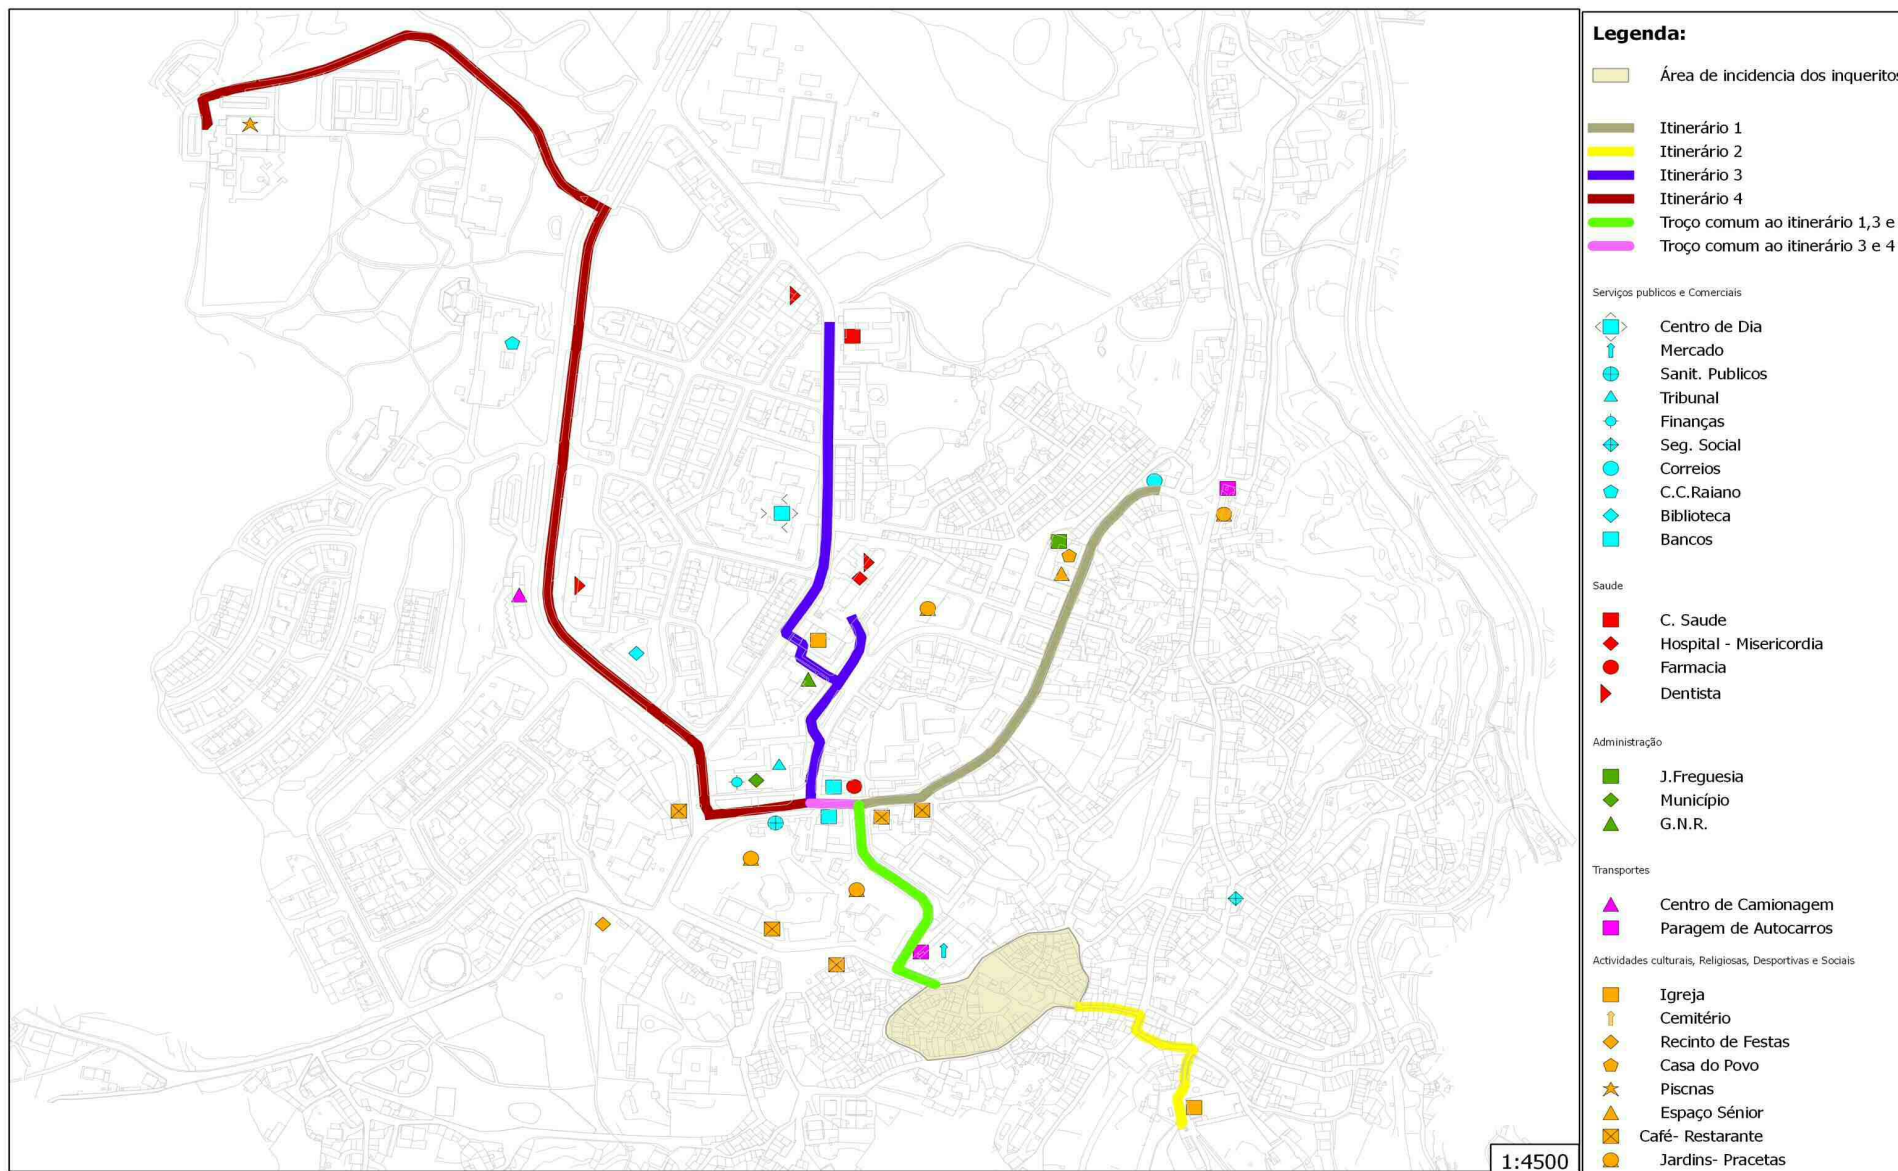 Legenda:
Área de incidencia dos inqueritos
Itinerário 1
Itinerário 2
Itinerário 3
Itinerário 4
Troço comum ao itinerário 1,3 e
Troço comum ao itinerário 3 e 4
Serviços publicos e Comerciais
Centro de Dia
Mercado
Sanit. Publicos
Tribunal
Finanças
Seg. Social
Correios
C.C.Raiano
Biblioteca
Bancos
Saude
C. Saude
Hospital - Misericordia
Farmacia
Dentista
Administração
J.Freguesia
Município
G.N.R.
Transportes
Centro de Camionagem
Paragem de Autocarros
Actividades culturais, Religiosas, Desportivas e Sociais
Igreja
Cemitério
Recinto de Festas
Casa do Povo
Piscnas
Espaço Sénior
Café- Restarante
Jardins- Pracetas
1:4500